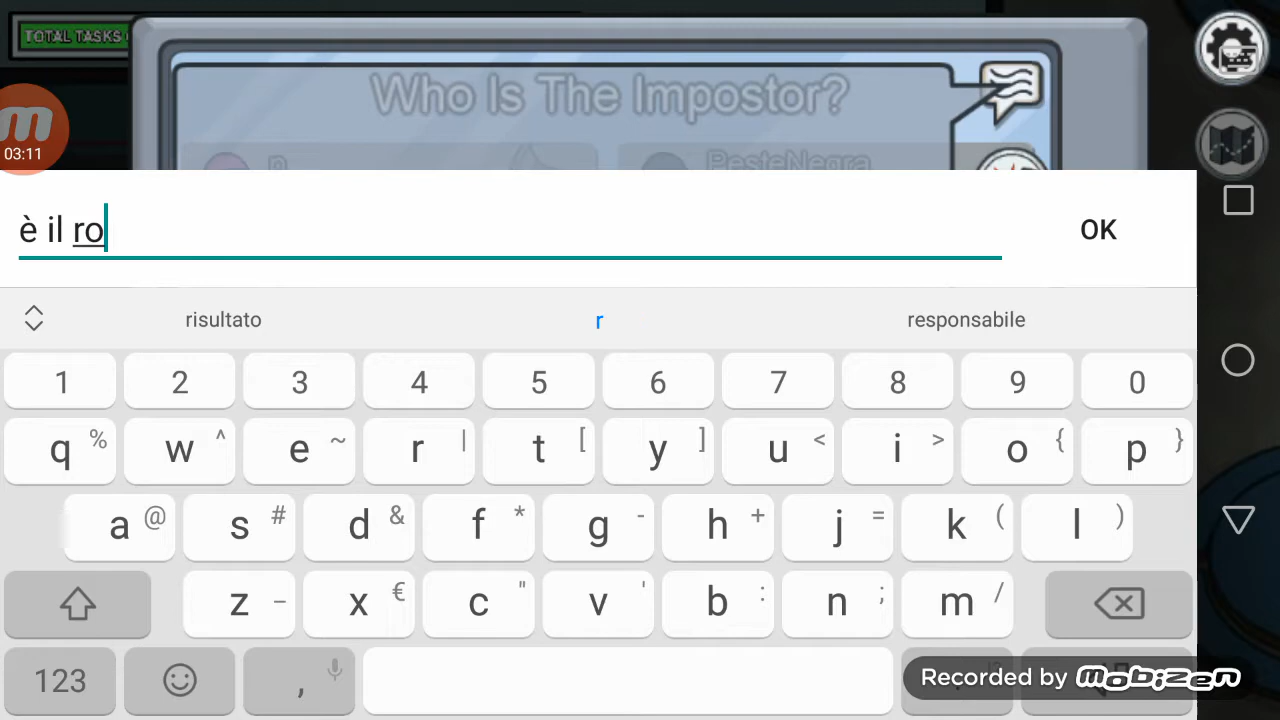 TOTAL TASKS
Who Is The Impostor?
03:11
n
PesteNegra
è il ro
OK
risultato
r
responsabile
1 2 3 4 5 6 7 8 9 0
q % w ^ e ~ r | t [ y ] u < i > o { p }
a @ s # d & f * g - h + j = k ( l )
z _ x € c " v ' b : n ; m /
123 ,
Recorded by mobizen